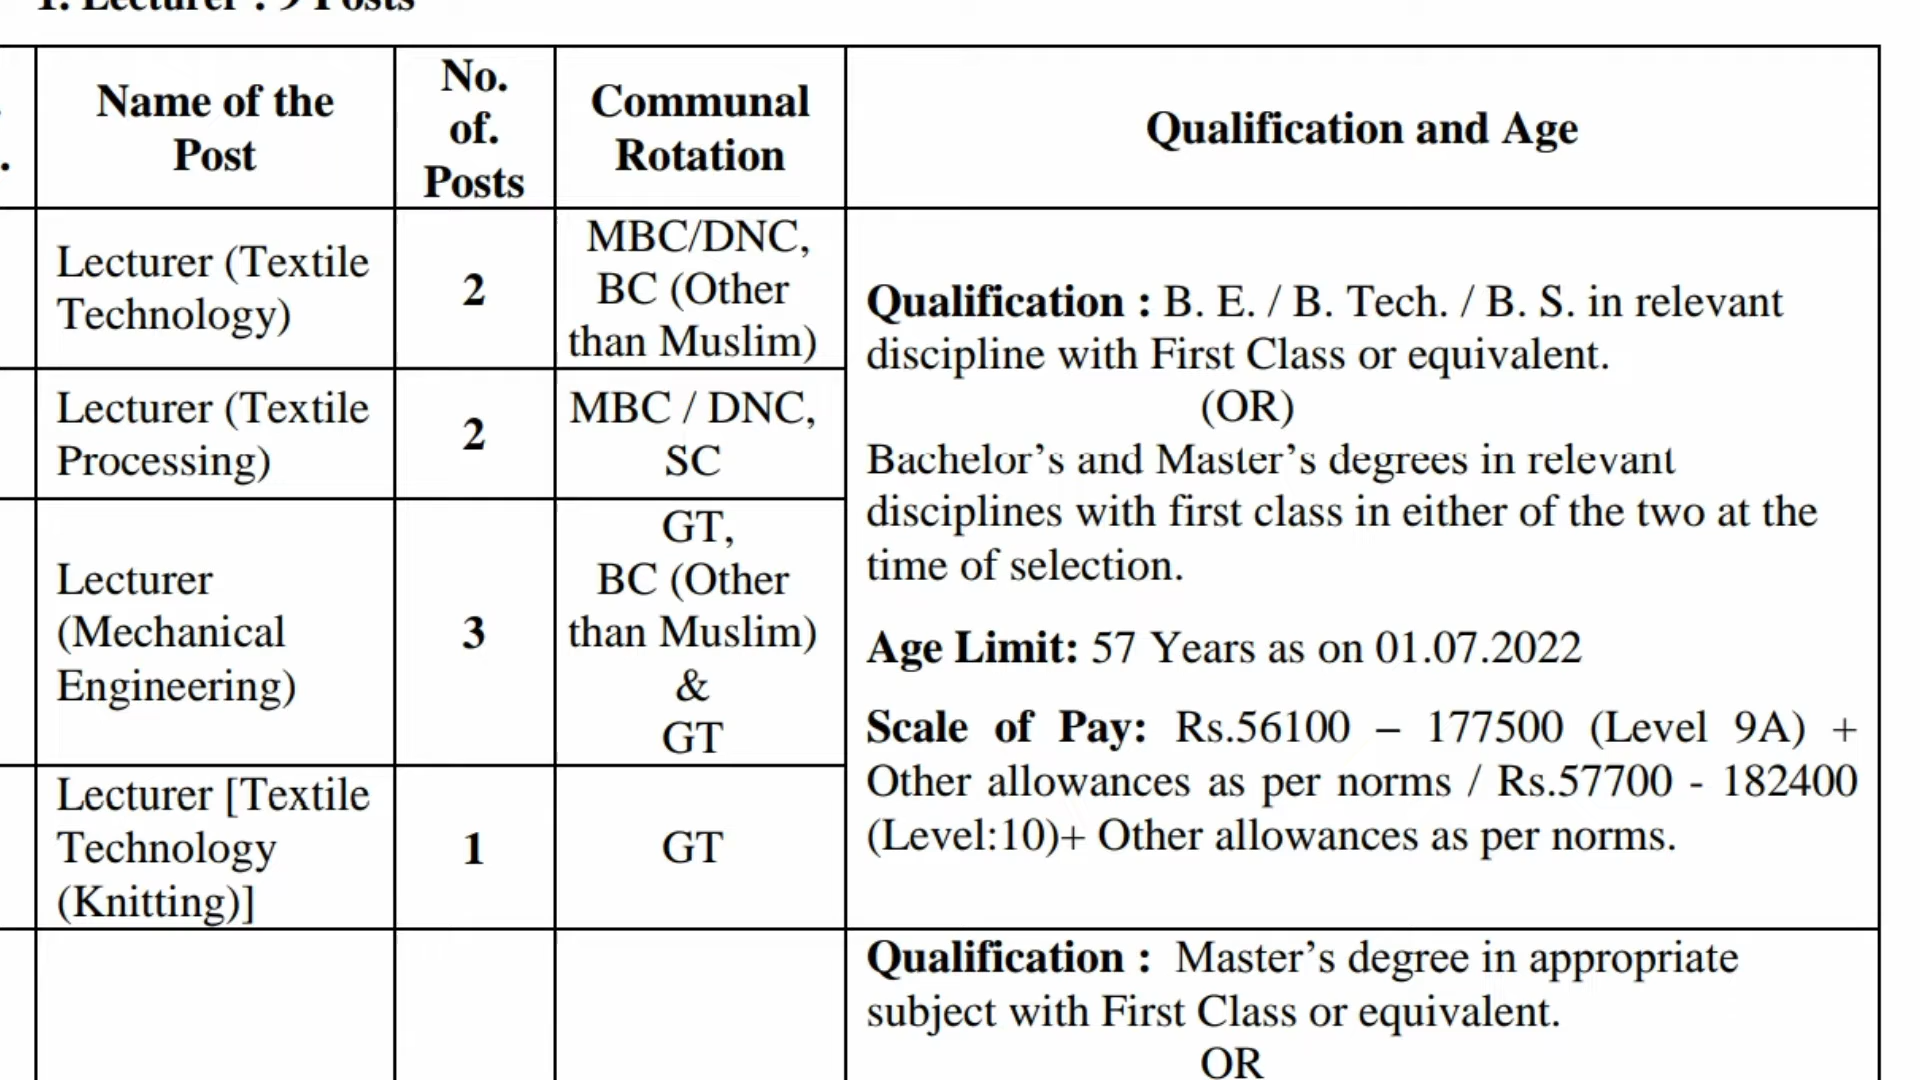 1. Lecturer : 9 Posts
Name of the
Post
No.
of.
Posts
Communal
Rotation
Qualification and Age
Lecturer (Textile
Technology)
2
MBC/DNC,
BC (Other
than Muslim)
Lecturer (Textile
Processing)
2
MBC / DNC,
SC
Lecturer
(Mechanical
Engineering)
3
GT,
BC (Other
than Muslim)
&
GT
Lecturer [Textile
Technology
(Knitting)]
1
GT
Qualification : B. E. / B. Tech. / B. S. in relevant
discipline with First Class or equivalent.
(OR)
Bachelor’s and Master’s degrees in relevant
disciplines with first class in either of the two at the
time of selection.
Age Limit: 57 Years as on 01.07.2022
Scale of Pay: Rs.56100 – 177500 (Level 9A) +
Other allowances as per norms / Rs.57700 - 182400
(Level:10)+ Other allowances as per norms.
Qualification : Master’s degree in appropriate
subject with First Class or equivalent.
OR